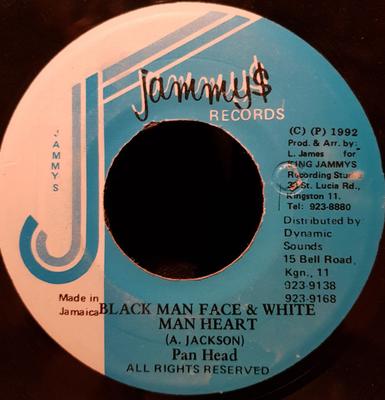 jammy$
RECORDS
JAMMYS
(C) (P) 1992
Prod. & Arr. by:
L. James for
KING JAMMYS
Recording Studio
38 St. Lucia Rd.,
Kingston 11.
Tel: 923-8880
Distributed by
Dynamic
Sounds
15 Bell Road,
Kgn., 11
923-9138
923-9168
Made in
Jamaica
BLACK MAN FACE & WHITE
MAN HEART
(A. JACKSON)
Pan Head
ALL RIGHTS RESERVED